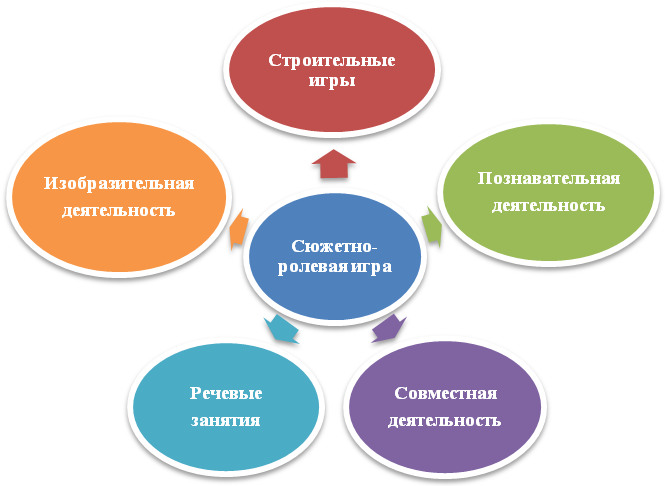 Строительные
игры
Изобразительная
деятельность
Познавательная
деятельность
Сюжетно-
ролевая игра
Речевые
занятия
Совместная
деятельность